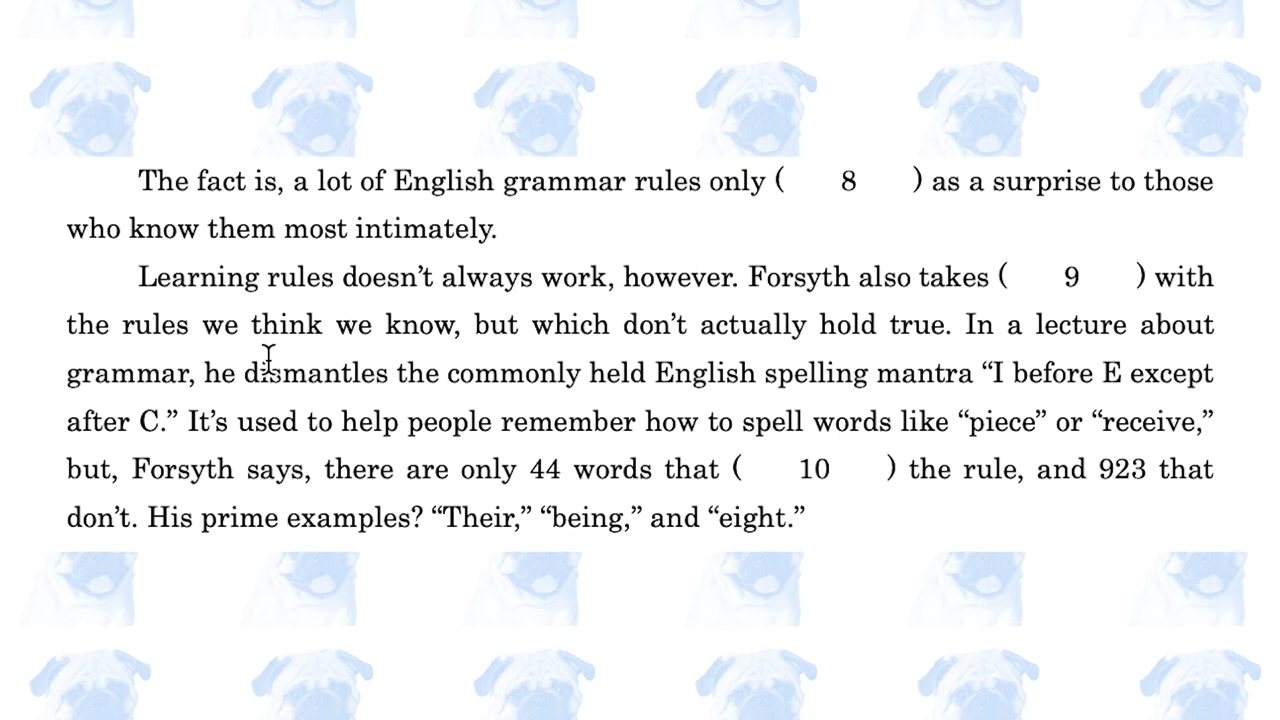 The fact is, a lot of English grammar rules only ( 8 ) as a surprise to those
who know them most intimately.
Learning rules doesn’t always work, however. Forsyth also takes ( 9 ) with
the rules we think we know, but which don’t actually hold true. In a lecture about
grammar, he dismantles the commonly held English spelling mantra “I before E except
after C.” It’s used to help people remember how to spell words like “piece” or “receive,”
but, Forsyth says, there are only 44 words that ( 10 ) the rule, and 923 that
don’t. His prime examples? “Their,” “being,” and “eight.”